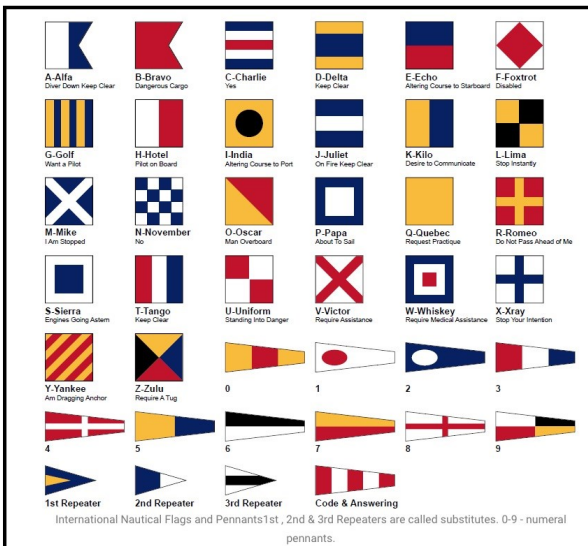 A-Alfa B-Bravo C-Charlie D-Delta E-Echo F-Foxtrot
Diver Down Keep Clear Dangerous Cargo Yes Keep Clear Altering Course to Starboard Disabled
G-Golf H-Hotel I-India J-Juliet K-Kilo L-Lima
Want a Pilot Pilot on Board Altering Course to Port On Fire Keep Clear Desire to Communicate Stop Instantly
M-Mike N-November O-Oscar P-Papa Q-Quebec R-Romeo
I Am Stopped No Man Overboard About To Sail Request Practique Do Not Pass Ahead of Me
S-Sierra T-Tango U-Uniform V-Victor W-Whiskey X-Xray
Engines Going Astern Keep Clear Standing Into Danger Require Assistance Require Medical Assistance Stop Your Intention
Y-Yankee Z-Zulu 0 1 2 3
Am Dragging Anchor Require A Tug
4 5 6 7 8 9
1st Repeater 2nd Repeater 3rd Repeater Code & Answering
International Nautical Flags and Pennants1st , 2nd & 3rd Repeaters are called substitutes. 0-9 - numeral
pennants.